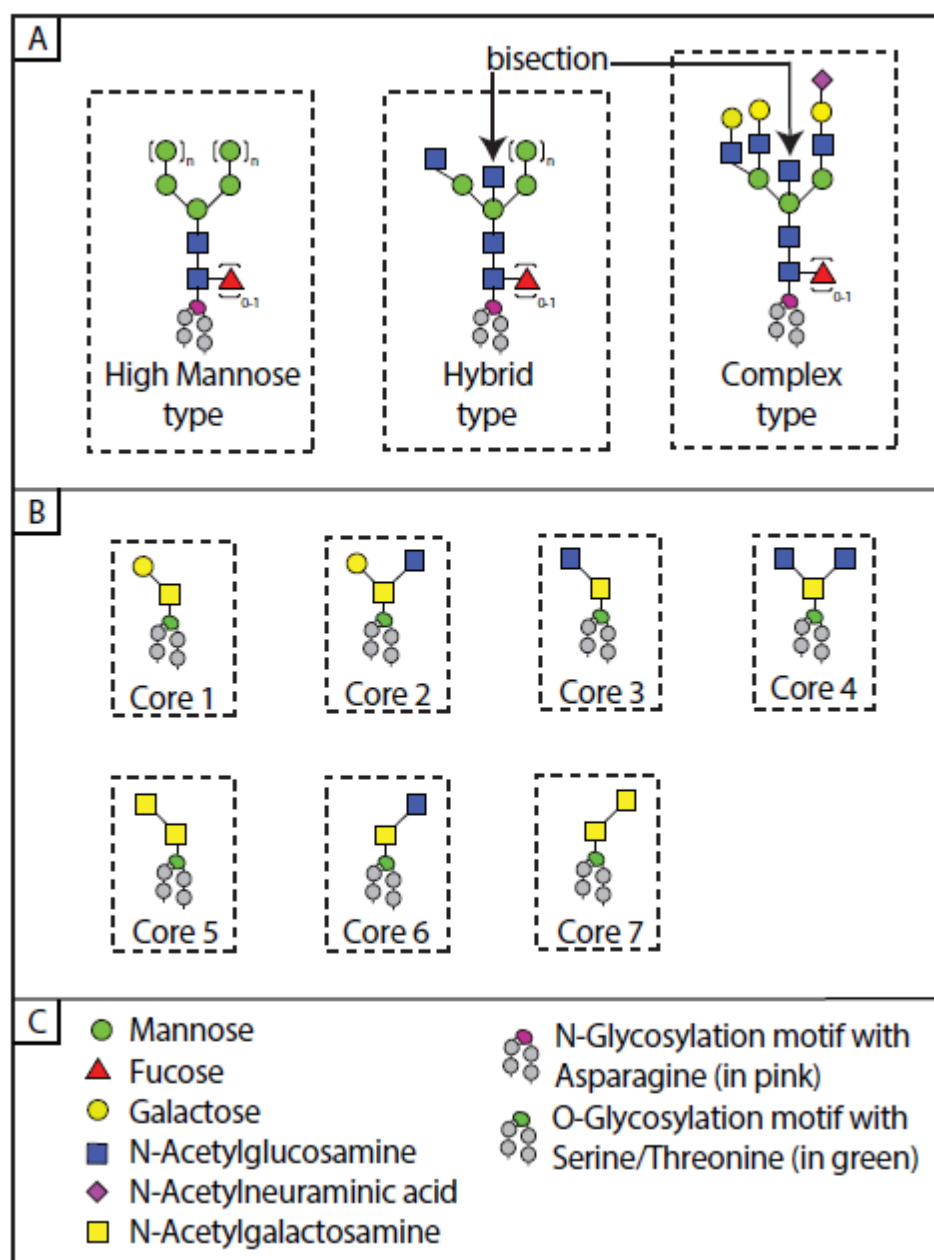 A
bisection
n
n
n
0-1
0-1
0-1
High Mannose
type
Hybrid
type
Complex
type
B
Core 1
Core 2
Core 3
Core 4
Core 5
Core 6
Core 7
C
Mannose
Fucose
Galactose
N-Acetylglucosamine
N-Acetylneuraminic acid
N-Acetylgalactosamine
N-Glycosylation motif with
Asparagine (in pink)
O-Glycosylation motif with
Serine/Threonine (in green)